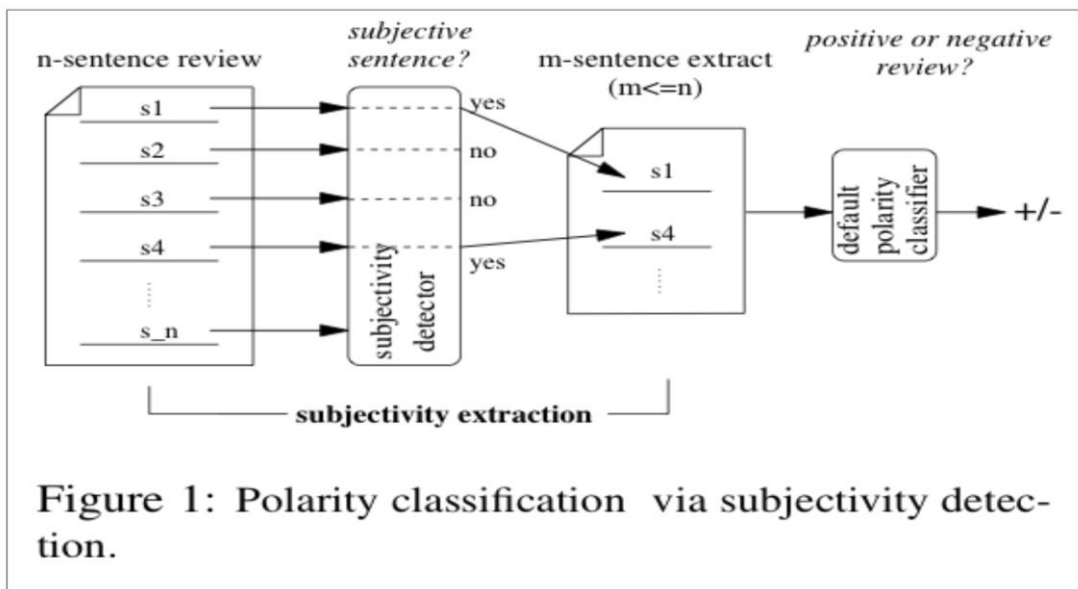 n-sentence review
s1
s2
s3
s4
s_n
subjective
sentence?
subjectivity
detector
yes
no
no
yes
m-sentence extract
(m<=n)
s1
s4
positive or negative
review?
default
polarity
classifier
+/-
subjectivity extraction
Figure 1: Polarity classification via subjectivity detec-
tion.